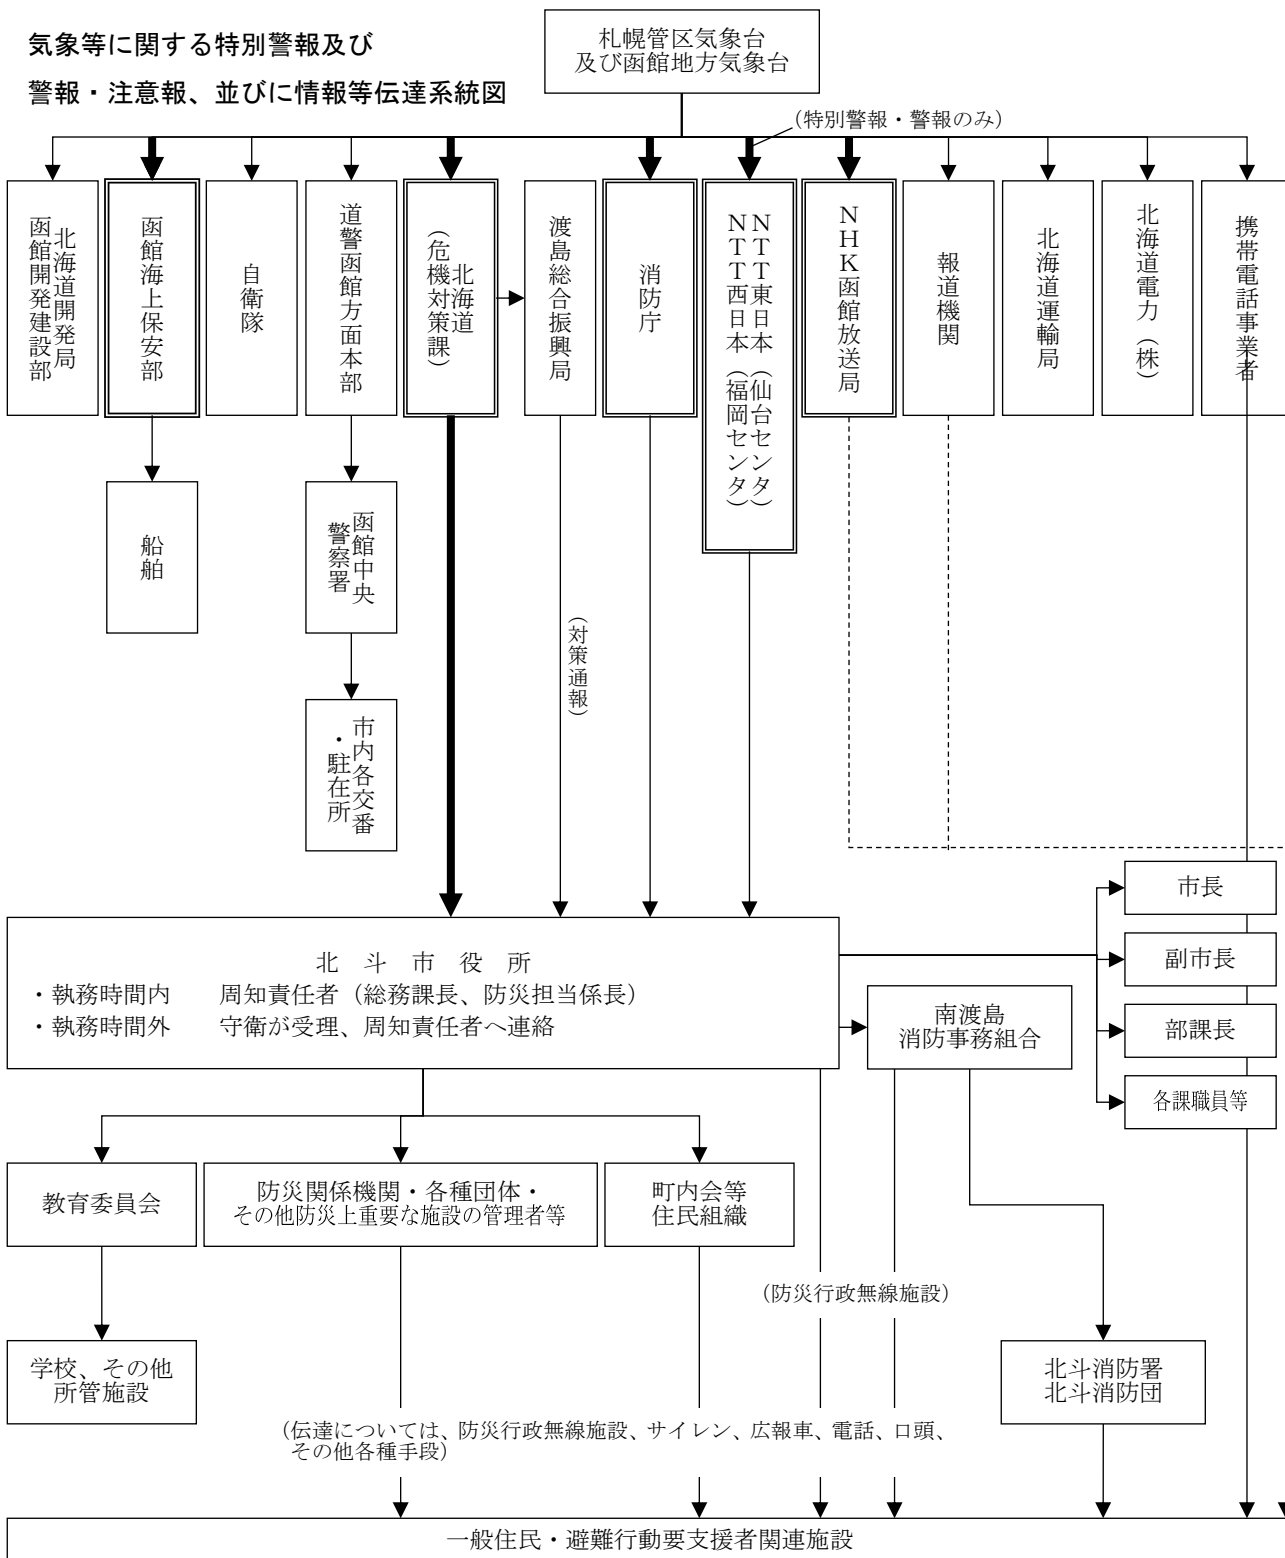 気象等に関する特別警報及び
警報・注意報、並びに情報等伝達系統図
札幌管区気象台
及び函館地方気象台
（特別警報・警報のみ）
北海道開発局
函館開発建設部
函館海上保安部
自衛隊
道警函館方面本部
北海道
（危機対策課）
渡島総合振興局
消防庁
ＮＴＴ東日本（仙台センタ）
ＮＴＴ西日本（福岡センタ）
ＮＨＫ函館放送局
報道機関
北海道運輸局
北海道電力（株）
携帯電話事業者
船舶
函館中央
警察署
（対策通報）
市内各交番
・駐在所
北斗市役所
・執務時間内　　周知責任者（総務課長、防災担当係長）
・執務時間外　　守衛が受理、周知責任者へ連絡
市長
副市長
部課長
各課職員等
南渡島
消防事務組合
教育委員会
防災関係機関・各種団体・
その他防災上重要な施設の管理者等
町内会等
住民組織
（防災行政無線施設）
学校、その他
所管施設
北斗消防署
北斗消防団
（伝達については、防災行政無線施設、サイレン、広報車、電話、口頭、
その他各種手段）
一般住民・避難行動要支援者関連施設